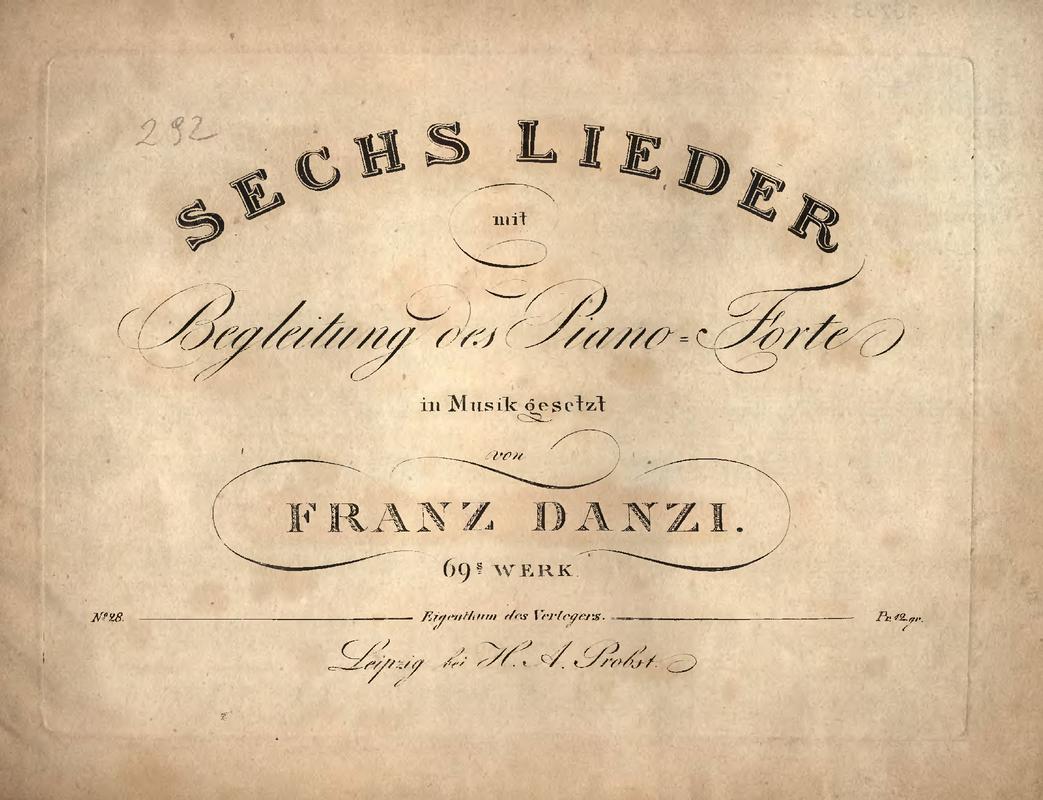 292
SECHS LIEDER
mit
Begleitung des Piano=Forte
in Musik gesetzt
von
FRANZ DANZI.
69s WERK.
No 28. Eigenthum des Verlegers. Pr. 12 gr.
Leipzig bei H. A. Probst.